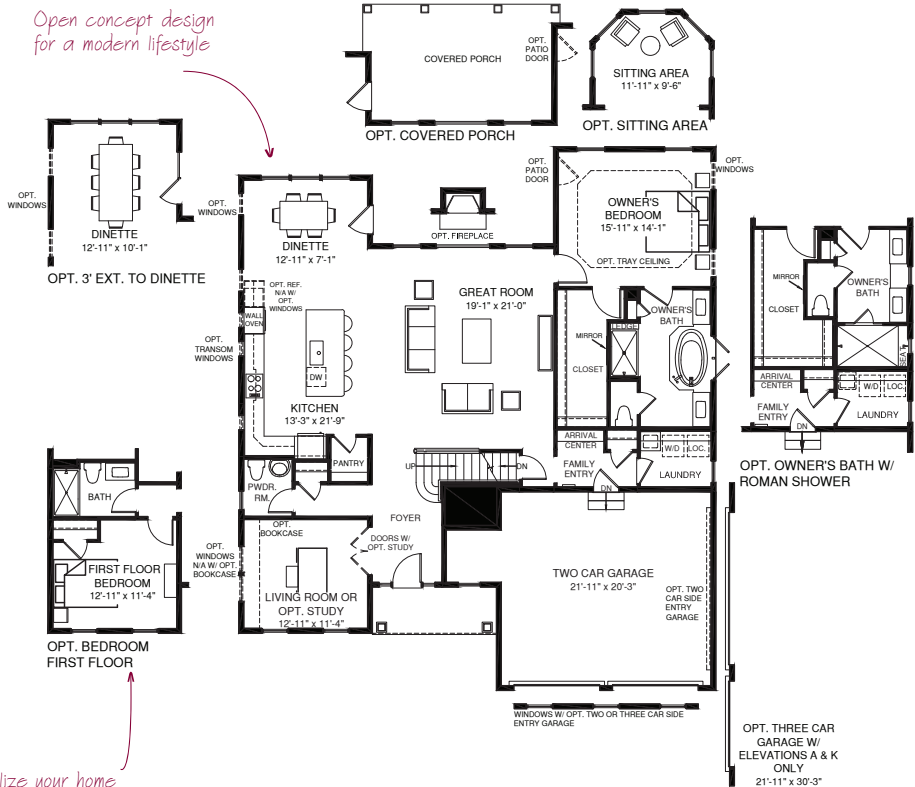 Open concept design
for a modern lifestyle
COVERED PORCH
OPT.
PATIO
DOOR
OPT. COVERED PORCH
SITTING AREA
11'-11" x 9'-6"
OPT. SITTING AREA
OPT.
WINDOWS
DINETTE
12'-11" x 10'-1"
OPT. 3' EXT. TO DINETTE
OPT.
WINDOWS
DINETTE
12'-11" x 7'-1"
OPT. FIREPLACE
OPT.
PATIO
DOOR
OPT.
WINDOWS
OWNER'S
BEDROOM
15'-11" x 14'-1"
OPT. TRAY CEILING
OPT. REF.
N/A W/
OPT.
WINDOWS
WALL
OVEN
OPT.
TRANSOM
WINDOWS
GREAT ROOM
19'-1" x 21'-0"
DW
KITCHEN
13'-3" x 21'-9"
PANTRY
LEDGE
OWNER'S
BATH
MIRROR
CLOSET
MIRROR
CLOSET
OWNER'S
BATH
SEAT
ARRIVAL
CENTER
W/D
LOC.
FAMILY
ENTRY
LAUNDRY
DN
OPT. OWNER'S BATH W/
ROMAN SHOWER
ARRIVAL
CENTER
W/D
LOC.
FAMILY
ENTRY
LAUNDRY
DN
UP
DN
PWDR.
RM.
FOYER
DOORS W/
OPT. STUDY
OPT.
BOOKCASE
OPT.
WINDOWS
N/A W/ OPT.
BOOKCASE
LIVING ROOM OR
OPT. STUDY
12'-11" x 11'-4"
BATH
FIRST FLOOR
BEDROOM
12'-11" x 11'-4"
OPT. BEDROOM
FIRST FLOOR
TWO CAR GARAGE
21'-11" x 20'-3"
OPT. TWO
CAR SIDE
ENTRY
GARAGE
WINDOWS W/ OPT. TWO OR THREE CAR SIDE
ENTRY GARAGE
OPT. THREE CAR
GARAGE W/
ELEVATIONS A & K
ONLY
21'-11" x 30'-3"
lize your home